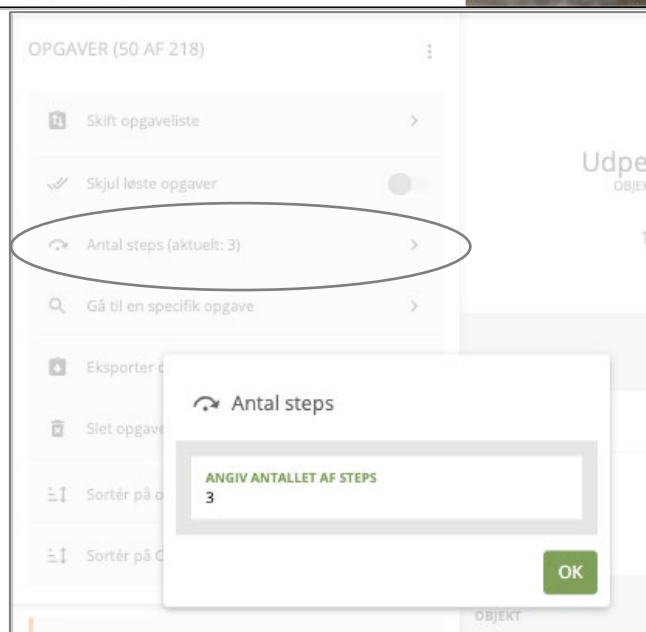 OPGAVER (50 AF 218)
Skift opgaveliste
Skjul løste opgaver
Udpe
OBJE
Antal steps (aktuelt: 3)
Gå til en specifik opgave
Eksporter
Slet opgave
Antal steps
ANGIV ANTALLET AF STEPS
3
Sortér på
Sortér på
OK
OBJEKT